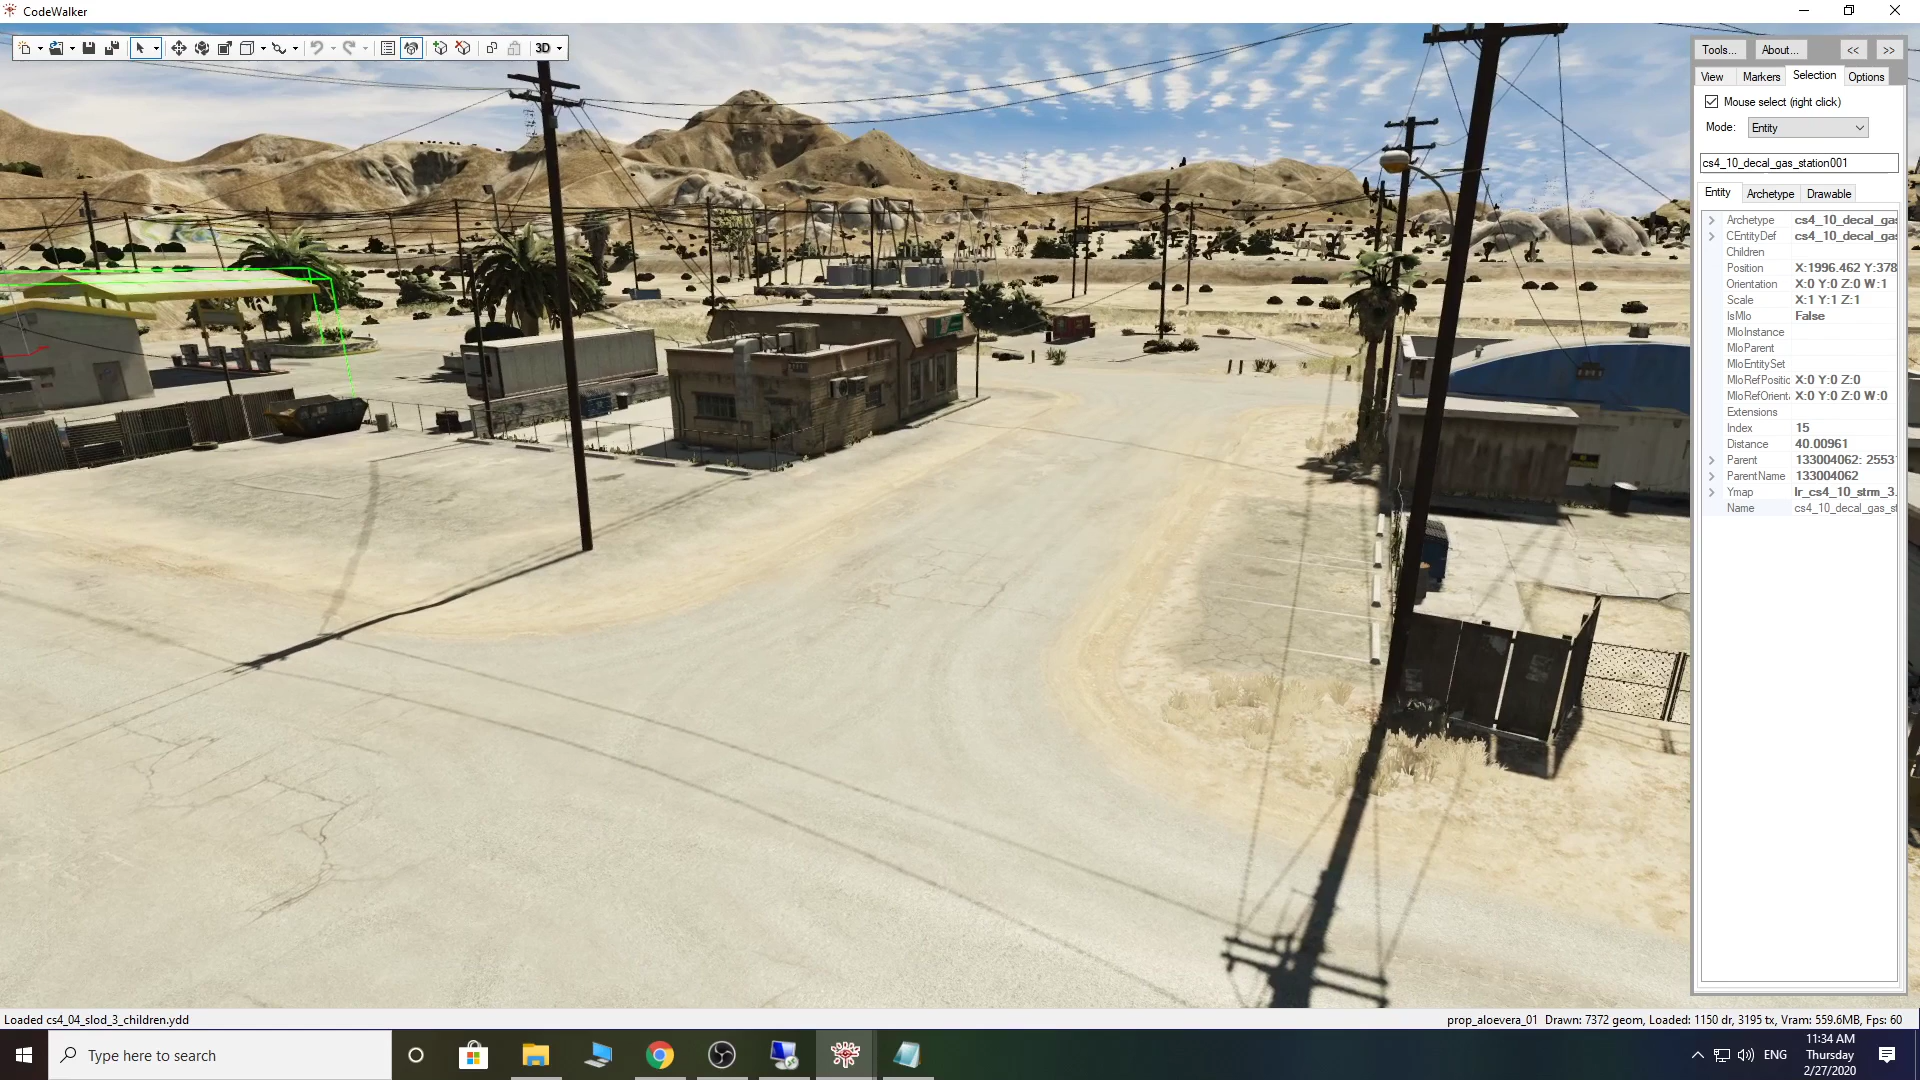 CodeWalker
3D
Tools...
About...
<<
>>
View
Markers
Selection
Options
Mouse select (right click)
Mode:
Entity
cs4_10_decal_gas_station001
Entity
Archetype
Drawable
Archetype cs4_10_decal_gas
CEntityDef cs4_10_decal_gas
Children
Position X:1996.462 Y:378
Orientation X:0 Y:0 Z:0 W:1
Scale X:1 Y:1 Z:1
IsMlo False
MloInstance
MloParent
MloEntitySet
MloRefPositic X:0 Y:0 Z:0
MloRefOrient X:0 Y:0 Z:0 W:0
Extensions
Index 15
Distance 40.00961
Parent 133004062: 2553
ParentName 133004062
Ymap lr_cs4_10_strm_3.
Name cs4_10_decal_gas_st
Loaded cs4_04_slod_3_children.ydd
prop_aloevera_01 Drawn: 7372 geom, Loaded: 1150 dr, 3195 tx, Vram: 559.6MB, Fps: 60
Type here to search
ENG
11:34 AM
Thursday
2/27/2020